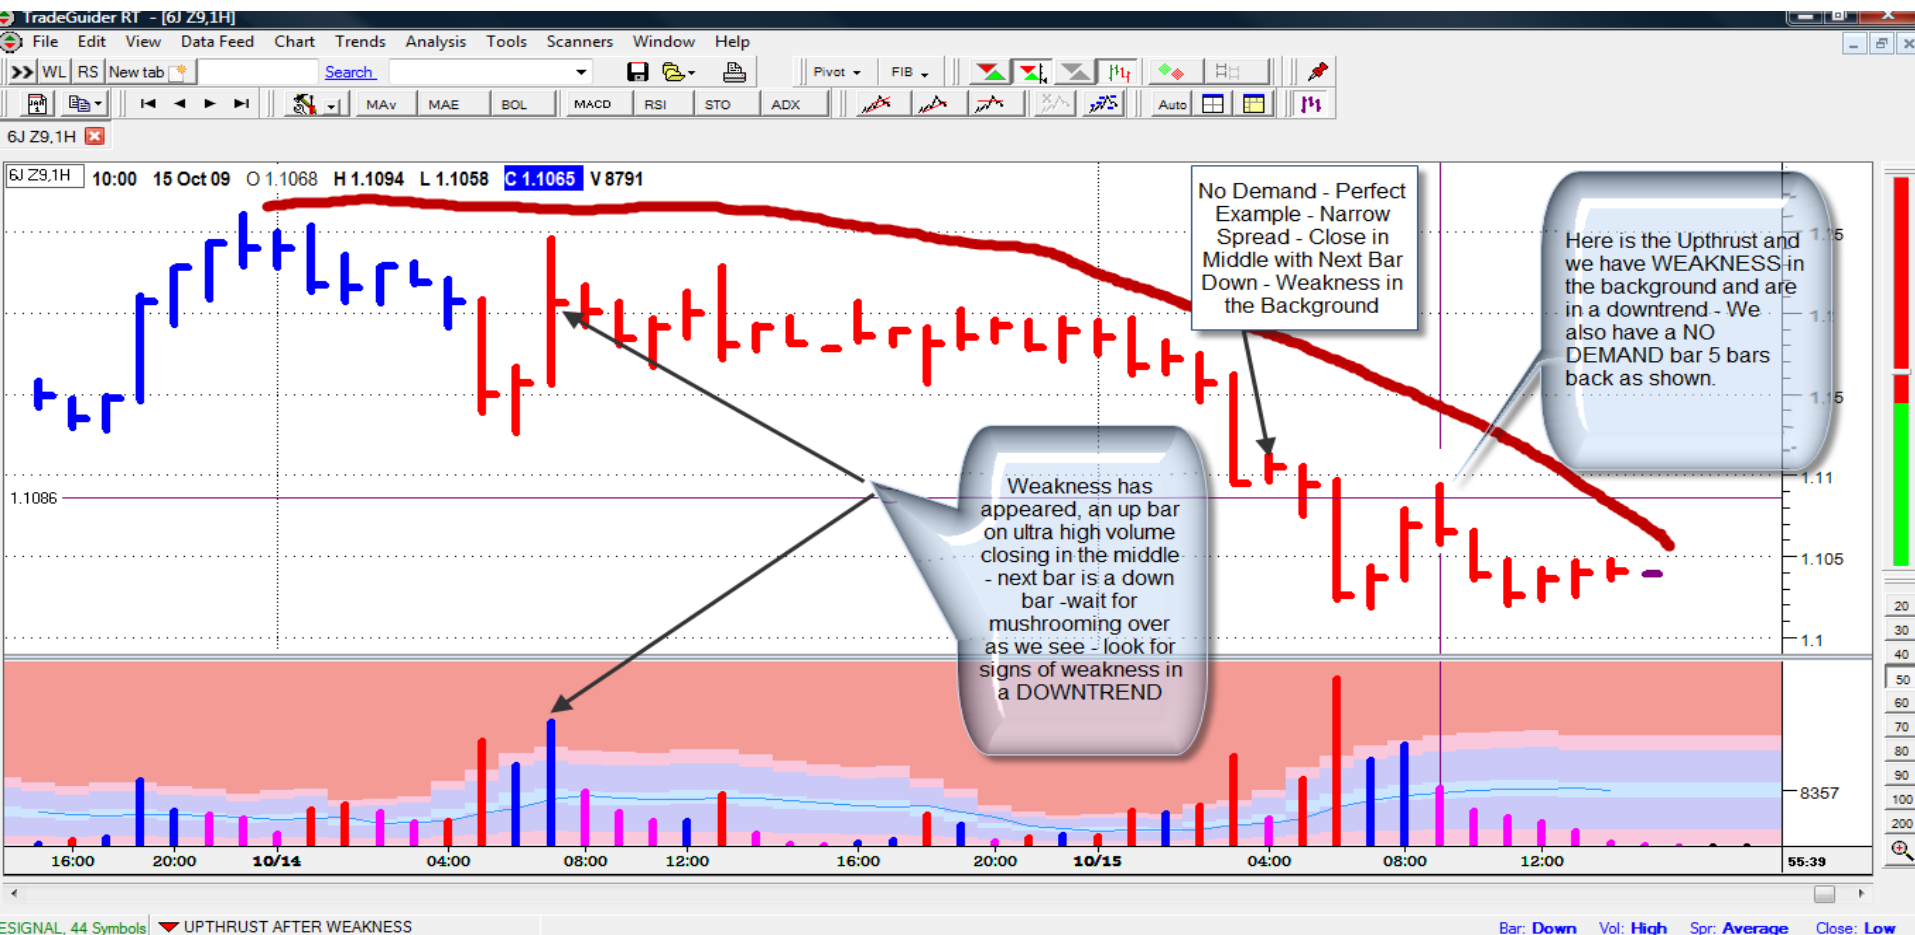 TradeGuider RT - [6J Z9,1H]
File Edit View Data Feed Chart Trends Analysis Tools Scanners Window Help
WL RS New tab Search Pivot FIB
MAv MAE BOL MACD RSI STO ADX Auto
6J Z9,1H
6J Z9,1H 10:00 15 Oct 09 O 1.1068 H 1.1094 L 1.1058 C 1.1065 V 8791
No Demand - Perfect
Example - Narrow
Spread - Close in
Middle with Next Bar
Down - Weakness in
the Background
Here is the Upthrust and
we have WEAKNESS in
the background and are
in a downtrend - We
also have a NO
DEMAND bar 5 bars
back as shown.
Weakness has
appeared, an up bar
on ultra high volume
closing in the middle
- next bar is a down
bar -wait for
mushrooming over
as we see - look for
signs of weakness in
a DOWNTREND
1.1086
1.11
1.105
1.1
8357
20
30
40
50
60
70
80
90
100
200
16:00 20:00 10/14 04:00 08:00 12:00 16:00 20:00 10/15 04:00 08:00 12:00 55:39
ESIGNAL, 44 Symbols UPTHRUST AFTER WEAKNESS Bar: Down Vol: High Spr: Average Close: Low